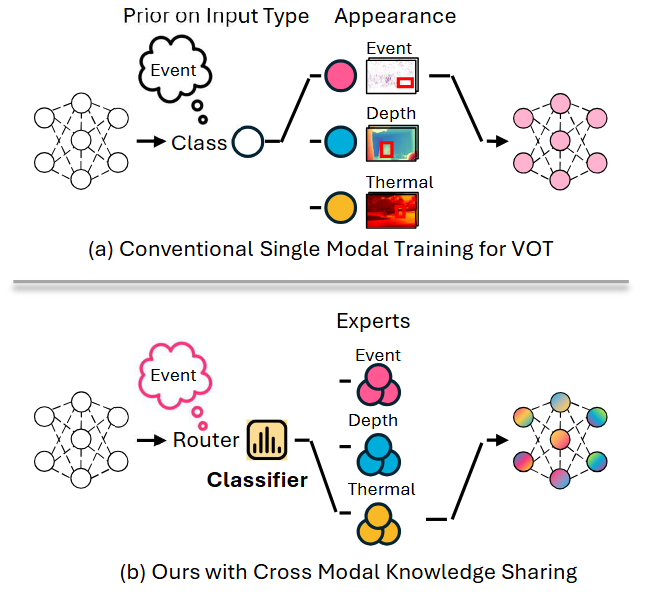 Prior on Input Type
Appearance
Event
Event
Class
Depth
Thermal
(a) Conventional Single Modal Training for VOT
Experts
Event
Event
Depth
Router
Classifier
Thermal
(b) Ours with Cross Modal Knowledge Sharing